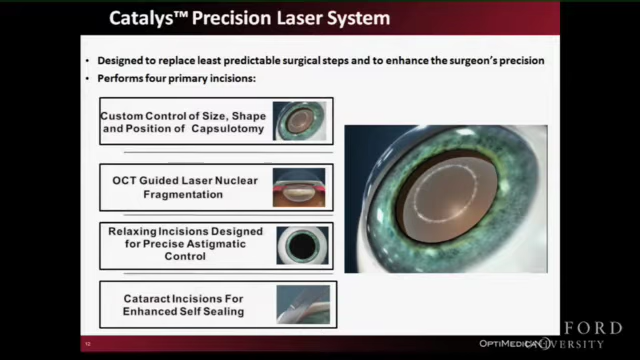 Catalys™ Precision Laser System
• Designed to replace least predictable surgical steps and to enhance the surgeon's precision
• Performs four primary incisions:
Custom Control of Size, Shape
and Position of Capsulotomy
OCT Guided Laser Nuclear
Fragmentation
Relaxing Incisions Designed
for Precise Astigmatic
Control
Cataract Incisions For
Enhanced Self Sealing
12
OPTIMEDICA
FORD
UNIVERSITY